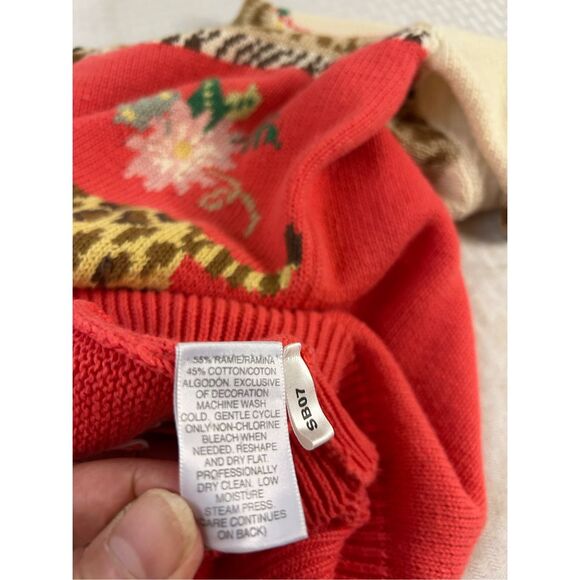 55% RAMIE/RAMINA
45% COTTON/COTON
ALGODÓN. EXCLUSIVE
OF DECORATION
MACHINE WASH
COLD. GENTLE CYCLE
ONLY NON-CHLORINE
BLEACH WHEN
NEEDED. RESHAPE
AND DRY FLAT.
PROFESSIONALLY
DRY CLEAN. LOW
MOISTURE
STEAM PRESS.
(CARE CONTINUES
ON BACK)
SB07